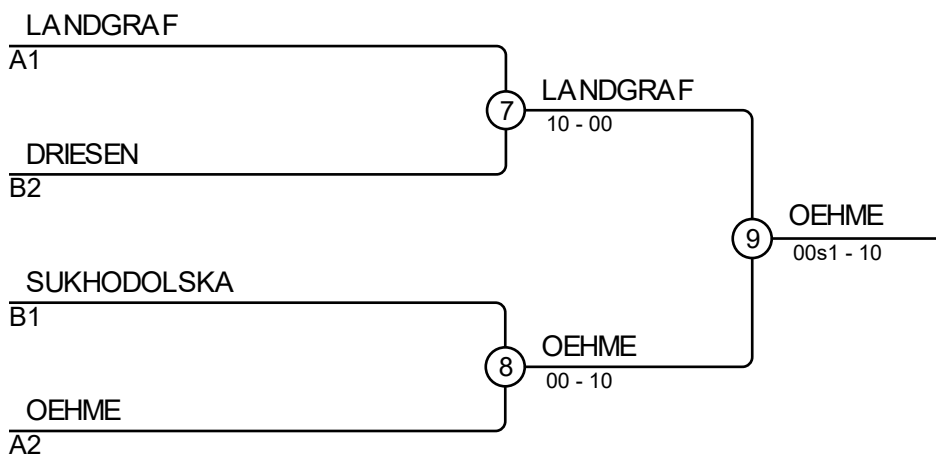 LANDGRAF
A1
7
LANDGRAF
10 - 00
DRIESEN
B2
9
OEHME
00s1 - 10
SUKHODOLSKA
B1
8
OEHME
00 - 10
OEHME
A2